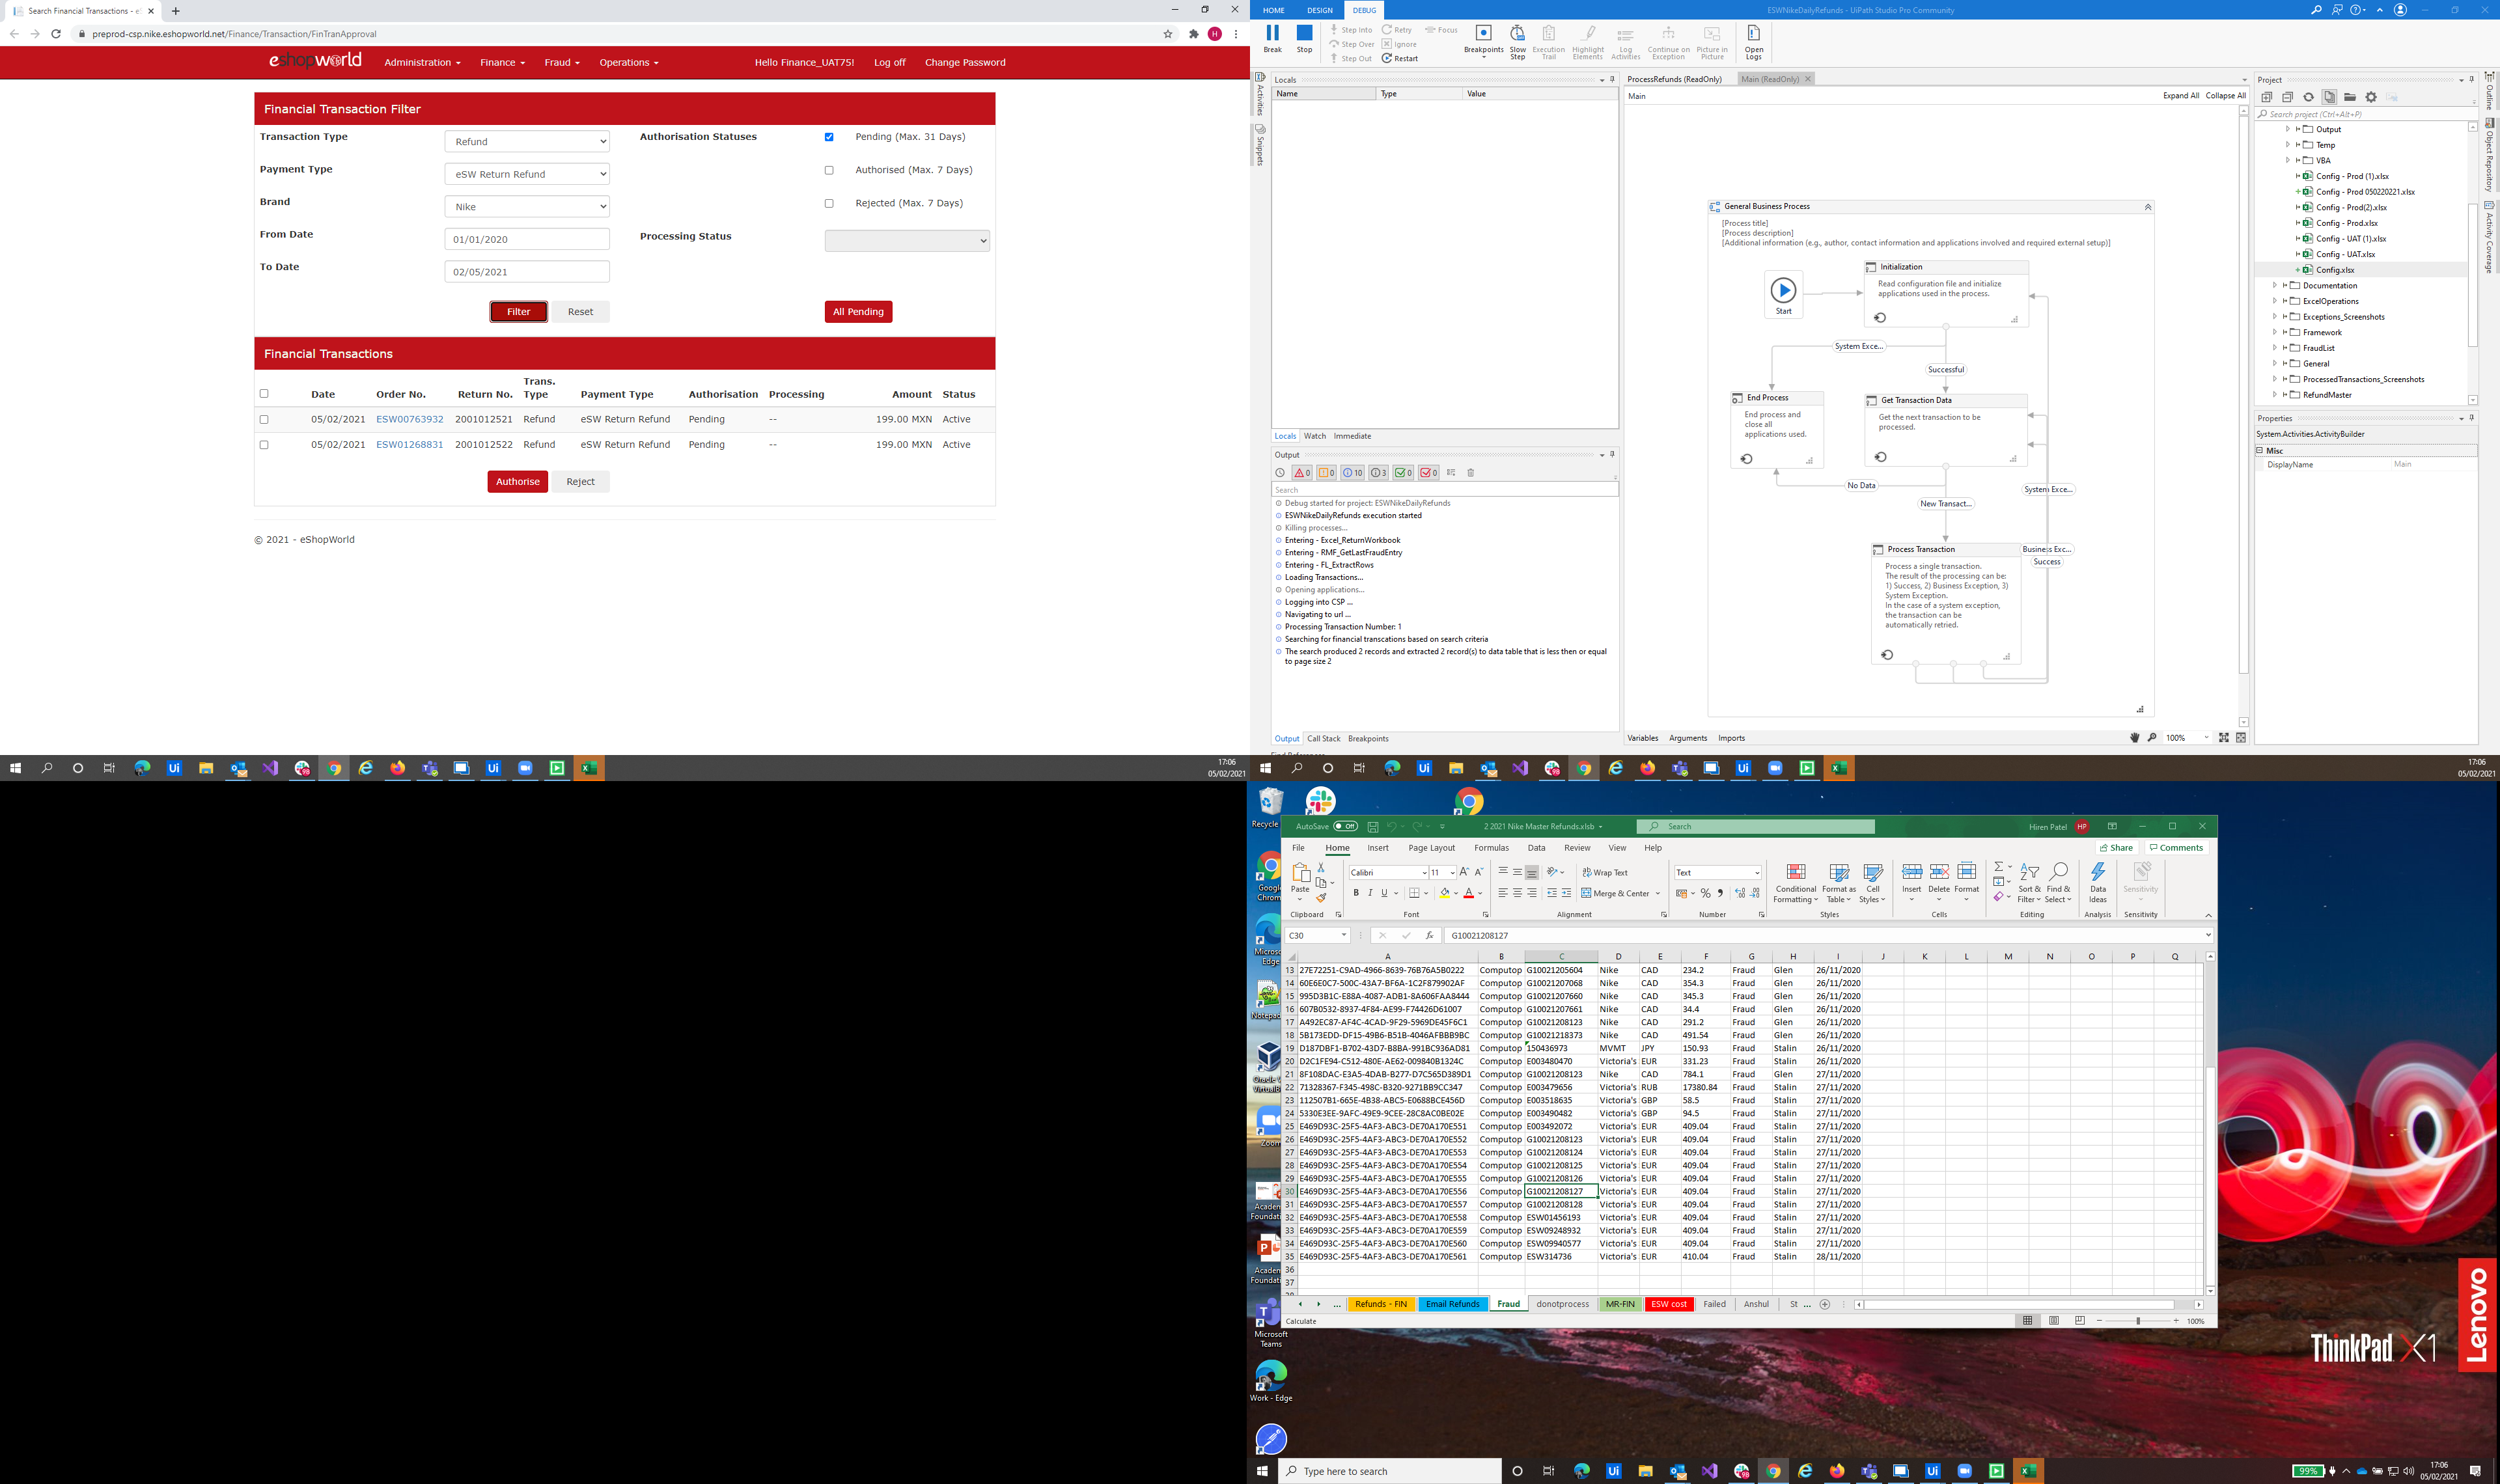 Search Financial Transactions - e
preprod-csp.nike.eshopworld.net/Finance/Transaction/FinTranApproval
H
eshopworld
Administration Finance Fraud Operations Hello Finance_UAT75! Log off Change Password
Financial Transaction Filter
Transaction Type Refund Authorisation Statuses Pending (Max. 31 Days)
Payment Type eSW Return Refund Authorised (Max. 7 Days)
Brand Nike Rejected (Max. 7 Days)
From Date 01/01/2020 Processing Status
To Date 02/05/2021
Filter Reset All Pending
Financial Transactions
Date Order No. Return No. Trans. Type Payment Type Authorisation Processing Amount Status
05/02/2021 ESW00763932 2001012521 Refund eSW Return Refund Pending -- 199.00 MXN Active
05/02/2021 ESW01268831 2001012522 Refund eSW Return Refund Pending -- 199.00 MXN Active
Authorise Reject
© 2021 - eShopWorld
17:06
05/02/2021
HOME DESIGN DEBUG ESWNikeDailyRefunds - UiPath Studio Pro Community
Break Stop Step Into Step Over Step Out Retry Ignore Restart Focus Breakpoints Slow Step Execution Trail Highlight Elements Log Activities Continue on Exception Picture in Picture Open Logs
Activities
Snippets
Locals
Name Type Value
Locals Watch Immediate
Output
0 0 10 3 0 0
Search
Debug started for project: ESWNikeDailyRefunds
ESWNikeDailyRefunds execution started
Killing processes...
Entering - Excel_ReturnWorkbook
Entering - RMF_GetLastFraudEntry
Entering - FL_ExtractRows
Loading Transactions...
Opening applications...
Logging into CSP ...
Navigating to url ...
Processing Transaction Number: 1
Searching for financial transcations based on search criteria
The search produced 2 records and extracted 2 record(s) to data table that is less then or equal
to page size 2
Output Call Stack Breakpoints
ProcessRefunds (ReadOnly) Main (ReadOnly)
Main Expand All Collapse All
General Business Process
[Process title]
[Process description]
[Additional information (e.g., author, contact information and applications involved and required external setup)]
Start
Initialization
Read configuration file and initialize
applications used in the process.
System Exce...
Successful
End Process
End process and
close all
applications used.
Get Transaction Data
Get the next transaction to be
processed.
No Data
System Exce...
New Transact...
Process Transaction
Business Exc...
Success
Process a single transaction.
The result of the processing can be:
1) Success, 2) Business Exception, 3)
System Exception.
In the case of a system exception,
the transaction can be
automatically retried.
Variables Arguments Imports 100%
Project
Search project (Ctrl+Alt+P)
Output
Temp
VBA
Config - Prod (1).xlsx
Config - Prod 050220221.xlsx
Config - Prod(2).xlsx
Config - Prod.xlsx
Config - UAT (1).xlsx
Config - UAT.xlsx
Config.xlsx
Documentation
ExcelOperations
Exceptions_Screenshots
Framework
FraudList
General
ProcessedTransactions_Screenshots
RefundMaster
Properties
System.Activities.ActivityBuilder
Misc
DisplayName Main
Outline
Object Repository
Activity Coverage
17:06
05/02/2021
Recycle
Google
Chrom
Edge
Notepa
Zoom
Microsoft
Teams
Work - Edge
AutoSave Off 2 2021 Nike Master Refunds.xlsb Search Hiren Patel HP
File Home Insert Page Layout Formulas Data Review View Help Share Comments
Paste Calibri 11 Wrap Text Merge & Center Text Conditional Formatting Format as Table Cell Styles Insert Delete Format Sort & Filter Find & Select Data Ideas Sensitivity
Clipboard Font Alignment Number Styles Cells Editing Analysis Sensitivity
C30 G10021208127
A B C D E F G H I J K L M N O P Q
13 27E72251-C9AD-4966-8639-76B76A5B0222 Computop G10021205604 Nike CAD 234.2 Fraud Glen 26/11/2020
14 60E6E0C7-500C-43A7-BF6A-1C2F879902AF Computop G10021207068 Nike CAD 354.3 Fraud Glen 26/11/2020
15 995D3B1C-E88A-4087-ADB1-8A606FAA8444 Computop G10021207660 Nike CAD 345.3 Fraud Glen 26/11/2020
16 607B0532-8937-4F84-AE99-F74426D61007 Computop G10021207661 Nike CAD 34.4 Fraud Glen 26/11/2020
17 A492EC87-AF4C-4CAD-9F29-5969DE45F6C1 Computop G10021208123 Nike CAD 291.2 Fraud Glen 26/11/2020
18 5B173EDD-DF15-49B6-B51B-4046AFBBB9BC Computop G10021218373 Nike CAD 491.54 Fraud Glen 26/11/2020
19 D187DBF1-B702-43D7-B8BA-991BC936AD81 Computop 150436973 MVMT JPY 150.93 Fraud Stalin 26/11/2020
20 D2C1FE94-C512-480E-AE62-009840B1324C Computop E003480470 Victoria's EUR 331.23 Fraud Stalin 27/11/2020
21 8F108DAC-E3A5-4DAB-B277-D7C565D389D1 Computop G10021208123 Nike CAD 784.1 Fraud Glen 27/11/2020
22 71328367-F345-498C-B320-9271BB9CC347 Computop E003479656 Victoria's RUB 17380.84 Fraud Stalin 27/11/2020
23 112507B1-665E-4B38-ABC5-E0688BCE456D Computop E003518635 Victoria's GBP 58.5 Fraud Stalin 27/11/2020
24 5330E3EE-9AFC-49E9-9CEE-28C8AC0BE02E Computop E003490482 Victoria's GBP 94.5 Fraud Stalin 27/11/2020
25 E469D93C-25F5-4AF3-ABC3-DE70A170E551 Computop E003492072 Victoria's EUR 409.04 Fraud Stalin 27/11/2020
26 E469D93C-25F5-4AF3-ABC3-DE70A170E552 Computop G10021208123 Victoria's EUR 409.04 Fraud Stalin 27/11/2020
27 E469D93C-25F5-4AF3-ABC3-DE70A170E553 Computop G10021208124 Victoria's EUR 409.04 Fraud Stalin 27/11/2020
28 E469D93C-25F5-4AF3-ABC3-DE70A170E554 Computop G10021208125 Victoria's EUR 409.04 Fraud Stalin 27/11/2020
29 E469D93C-25F5-4AF3-ABC3-DE70A170E555 Computop G10021208126 Victoria's EUR 409.04 Fraud Stalin 27/11/2020
30 E469D93C-25F5-4AF3-ABC3-DE70A170E556 Computop G10021208127 Victoria's EUR 409.04 Fraud Stalin 27/11/2020
31 E469D93C-25F5-4AF3-ABC3-DE70A170E557 Computop G10021208128 Victoria's EUR 409.04 Fraud Stalin 27/11/2020
32 E469D93C-25F5-4AF3-ABC3-DE70A170E558 Computop ESW01456193 Victoria's EUR 409.04 Fraud Stalin 27/11/2020
33 E469D93C-25F5-4AF3-ABC3-DE70A170E559 Computop ESW09248932 Victoria's EUR 409.04 Fraud Stalin 27/11/2020
34 E469D93C-25F5-4AF3-ABC3-DE70A170E560 Computop ESW09940577 Victoria's EUR 409.04 Fraud Stalin 27/11/2020
35 E469D93C-25F5-4AF3-ABC3-DE70A170E561 Computop ESW314736 Victoria's EUR 410.04 Fraud Stalin 28/11/2020
36
37
... Refunds - FIN Email Refunds Fraud donotprocess MR-FIN ESW cost Failed Anshul St ...
Calculate 100%
ThinkPad X1
Lenovo
Type here to search
99%
17:06
05/02/2021